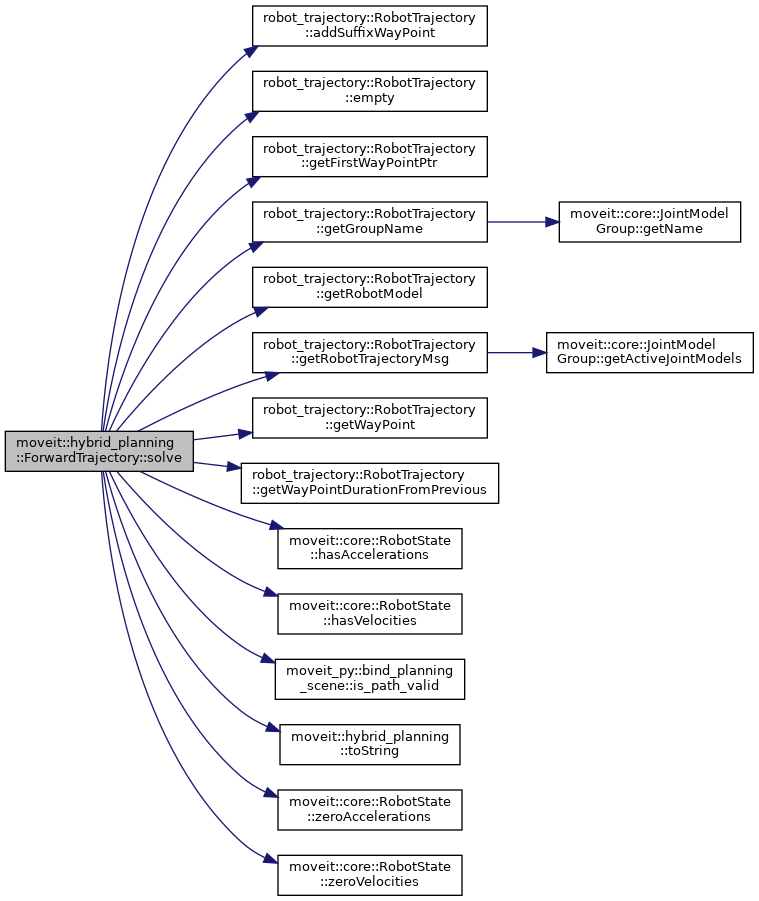 robot_trajectory::RobotTrajectory
::addSuffixWayPoint
robot_trajectory::RobotTrajectory
::empty
robot_trajectory::RobotTrajectory
::getFirstWayPointPtr
robot_trajectory::RobotTrajectory
::getGroupName
moveit::core::JointModel
Group::getName
robot_trajectory::RobotTrajectory
::getRobotModel
robot_trajectory::RobotTrajectory
::getRobotTrajectoryMsg
moveit::core::JointModel
Group::getActiveJointModels
robot_trajectory::RobotTrajectory
::getWayPoint
moveit::hybrid_planning
::ForwardTrajectory::solve
robot_trajectory::RobotTrajectory
::getWayPointDurationFromPrevious
moveit::core::RobotState
::hasAccelerations
moveit::core::RobotState
::hasVelocities
moveit_py::bind_planning
_scene::is_path_valid
moveit::hybrid_planning
::toString
moveit::core::RobotState
::zeroAccelerations
moveit::core::RobotState
::zeroVelocities